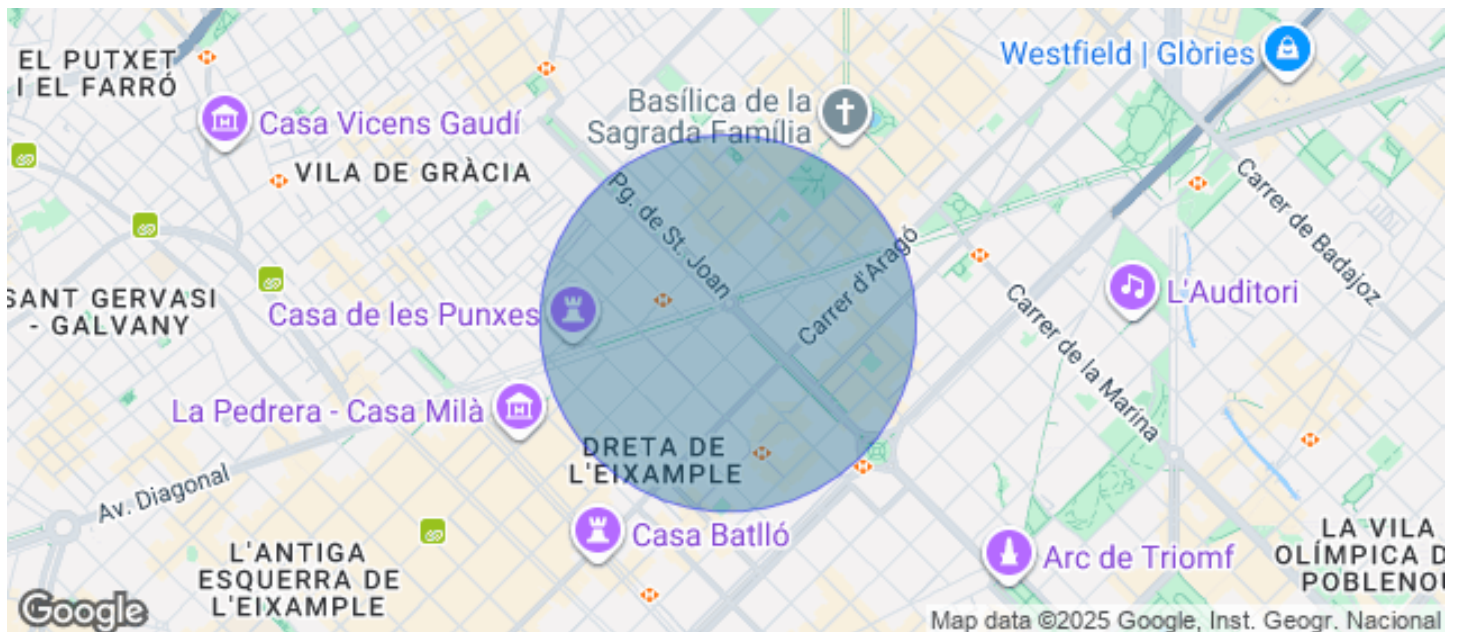 EL PUTXET
I EL FARRÓ
Westfield | Glòries
Basílica de la
Sagrada Família
Casa Vicens Gaudí
VILA DE GRÀCIA
Pg. de St. Joan
Carrer de Badajoz
Carrer d'Aragó
SANT GERVASI
- GALVANY
Casa de les Punxes
L'Auditori
Carrer de la Marina
La Pedrera - Casa Milà
DRETA DE
L'EIXAMPLE
Av. Diagonal
Casa Batlló
L'ANTIGA
ESQUERRA DE
L'EIXAMPLE
Arc de Triomf
LA VILA
OLÍMPICA D
POBLENOU
Google
Map data ©2025 Google, Inst. Geogr. Nacional